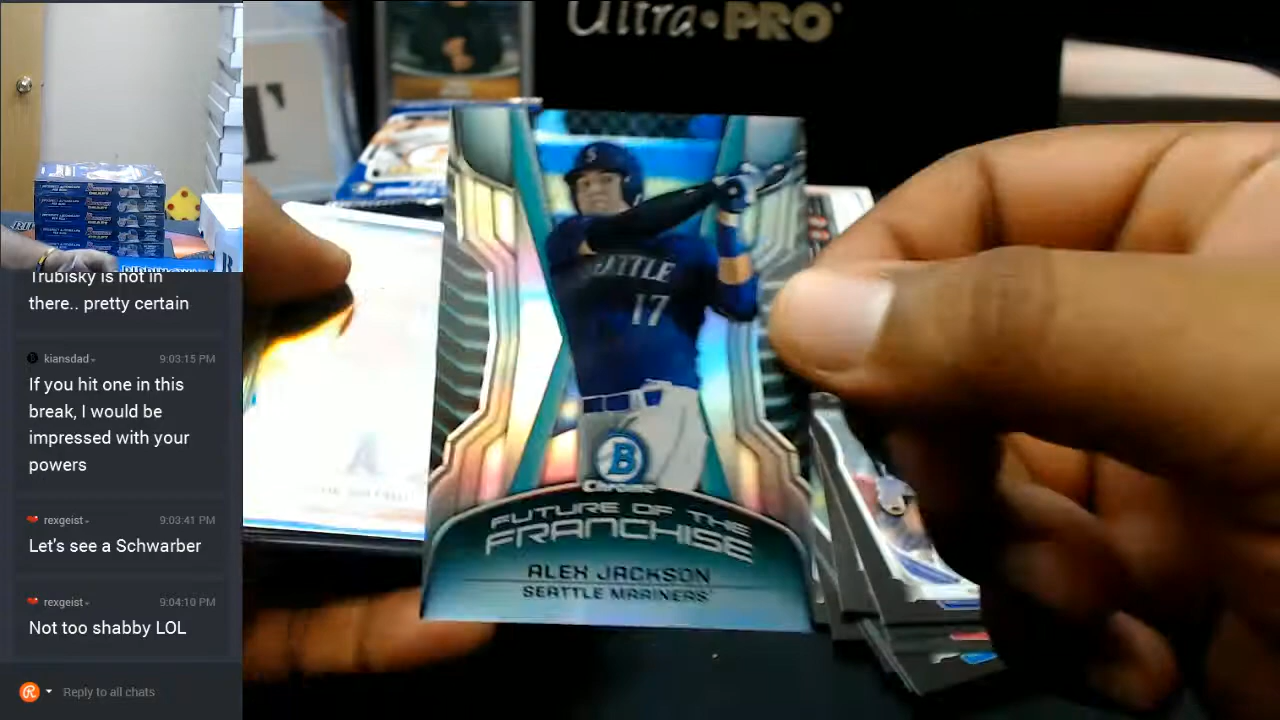 Ultra•PRO
Trubisky is not in
there.. pretty certain
kiansdad
9:03:15 PM
If you hit one in this
break, I would be
impressed with your
powers
rexgeist
9:03:41 PM
Let's see a Schwarber
rexgeist
9:04:10 PM
Not too shabby LOL
Reply to all chats
S
SEATTLE
17
B
Chrome
FUTURE OF THE
FRANCHISE
ALEX JACKSON
SEATTLE MARINERS